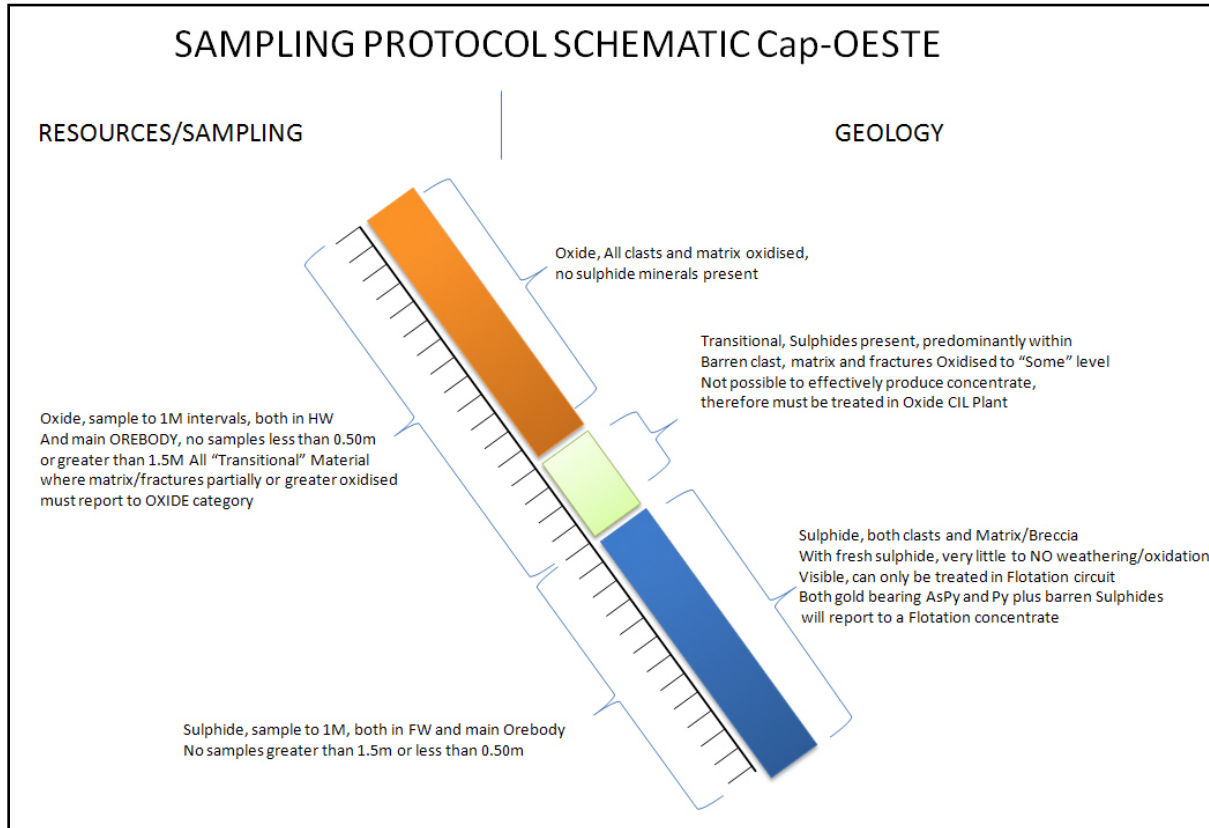 SAMPLING PROTOCOL SCHEMATIC Cap-OESTE
RESOURCES/SAMPLING
GEOLOGY
Oxide, All clasts and matrix oxidised,
no sulphide minerals present
Transitional, Sulphides present, predominantly within
Barren clast, matrix and fractures Oxidised to “Some” level
Not possible to effectively produce concentrate,
therefore must be treated in Oxide CIL Plant
Oxide, sample to 1M intervals, both in HW
And main OREBODY, no samples less than 0.50m
or greater than 1.5M All “Transitional” Material
where matrix/fractures partially or greater oxidised
must report to OXIDE category
Sulphide, both clasts and Matrix/Breccia
With fresh sulphide, very little to NO weathering/oxidation
Visible, can only be treated in Flotation circuit
Both gold bearing AsPy and Py plus barren Sulphides
will report to a Flotation concentrate
Sulphide, sample to 1M, both in FW and main Orebody
No samples greater than 1.5m or less than 0.50m